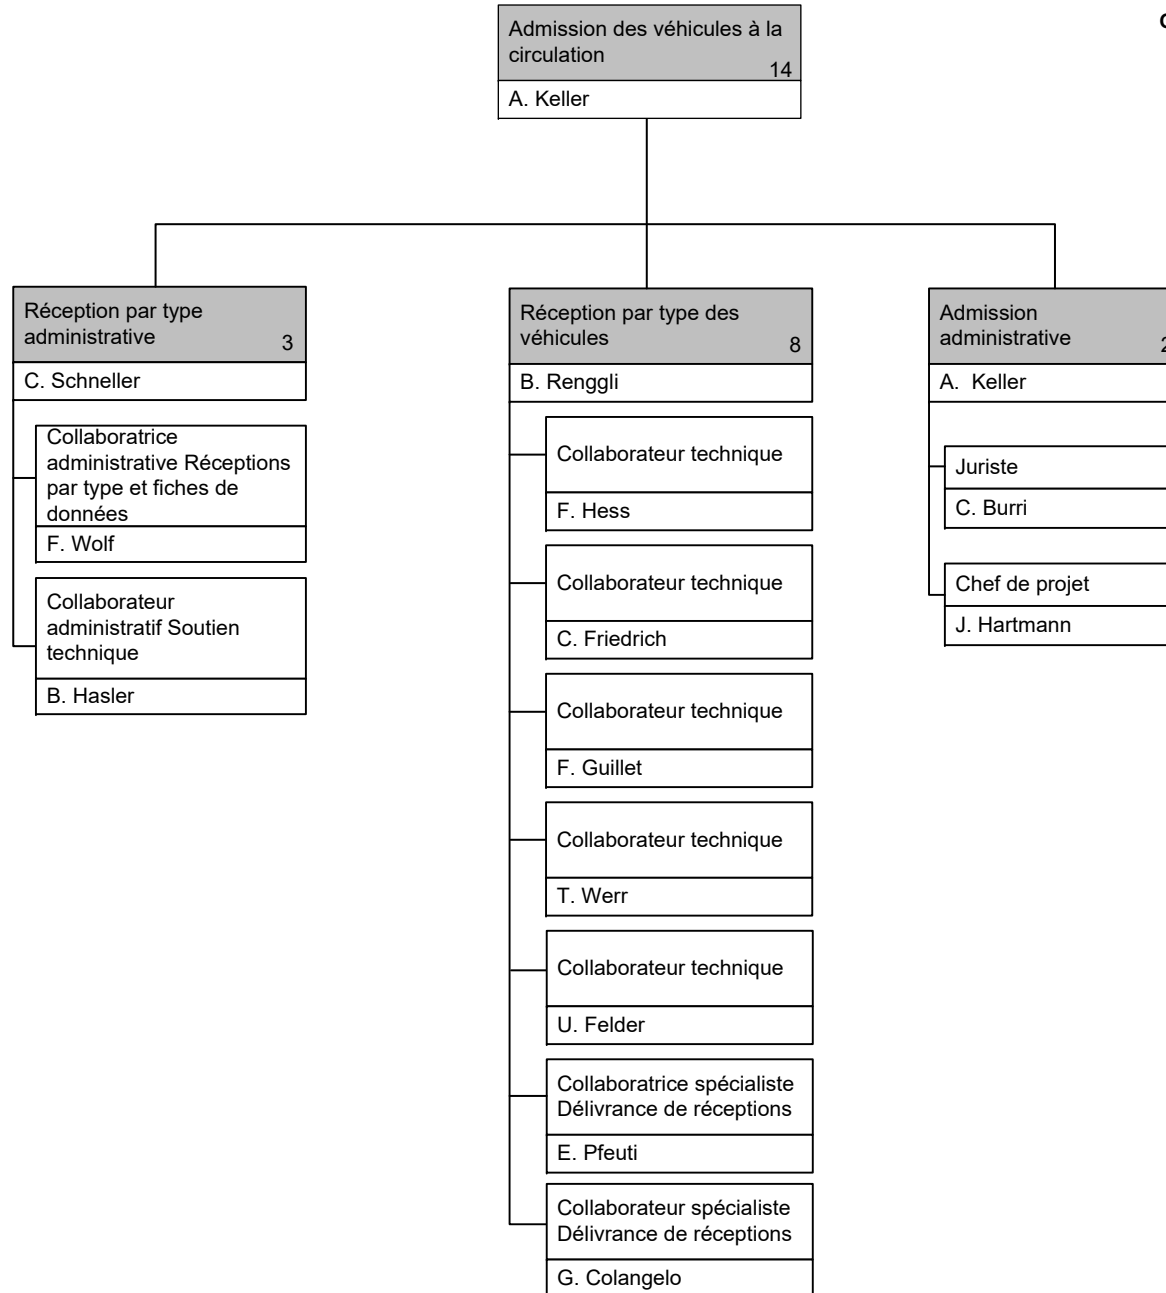 Admission des véhicules à la
circulation
14
A. Keller
Réception par type
administrative
3
C. Schneller
Collaboratrice
administrative Réceptions
par type et fiches de
données
F. Wolf
Collaborateur
administratif Soutien
technique
B. Hasler
Réception par type des
véhicules
8
B. Renggli
Collaborateur technique
F. Hess
Collaborateur technique
C. Friedrich
Collaborateur technique
F. Guillet
Collaborateur technique
T. Werr
Collaborateur technique
U. Felder
Collaboratrice spécialiste
Délivrance de réceptions
E. Pfeuti
Collaborateur spécialiste
Délivrance de réceptions
G. Colangelo
Admission
administrative
2
A. Keller
Juriste
C. Burri
Chef de projet
J. Hartmann